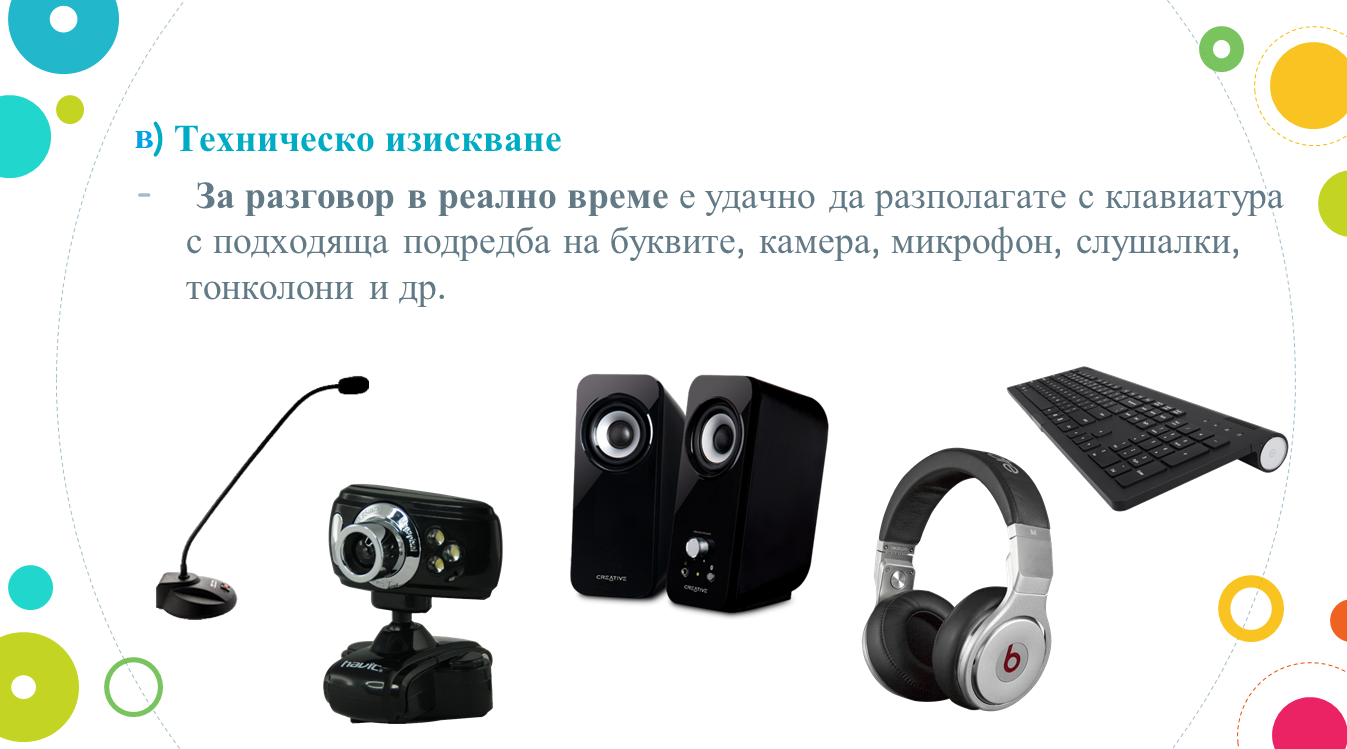 в) Техническо изискване
- За разговор в реално време е удачно да разполагате с клавиатура
с подходяща подредба на буквите, камера, микрофон, слушалки,
тонколони и др.
CREATIVE
CREATIVE
havic
b